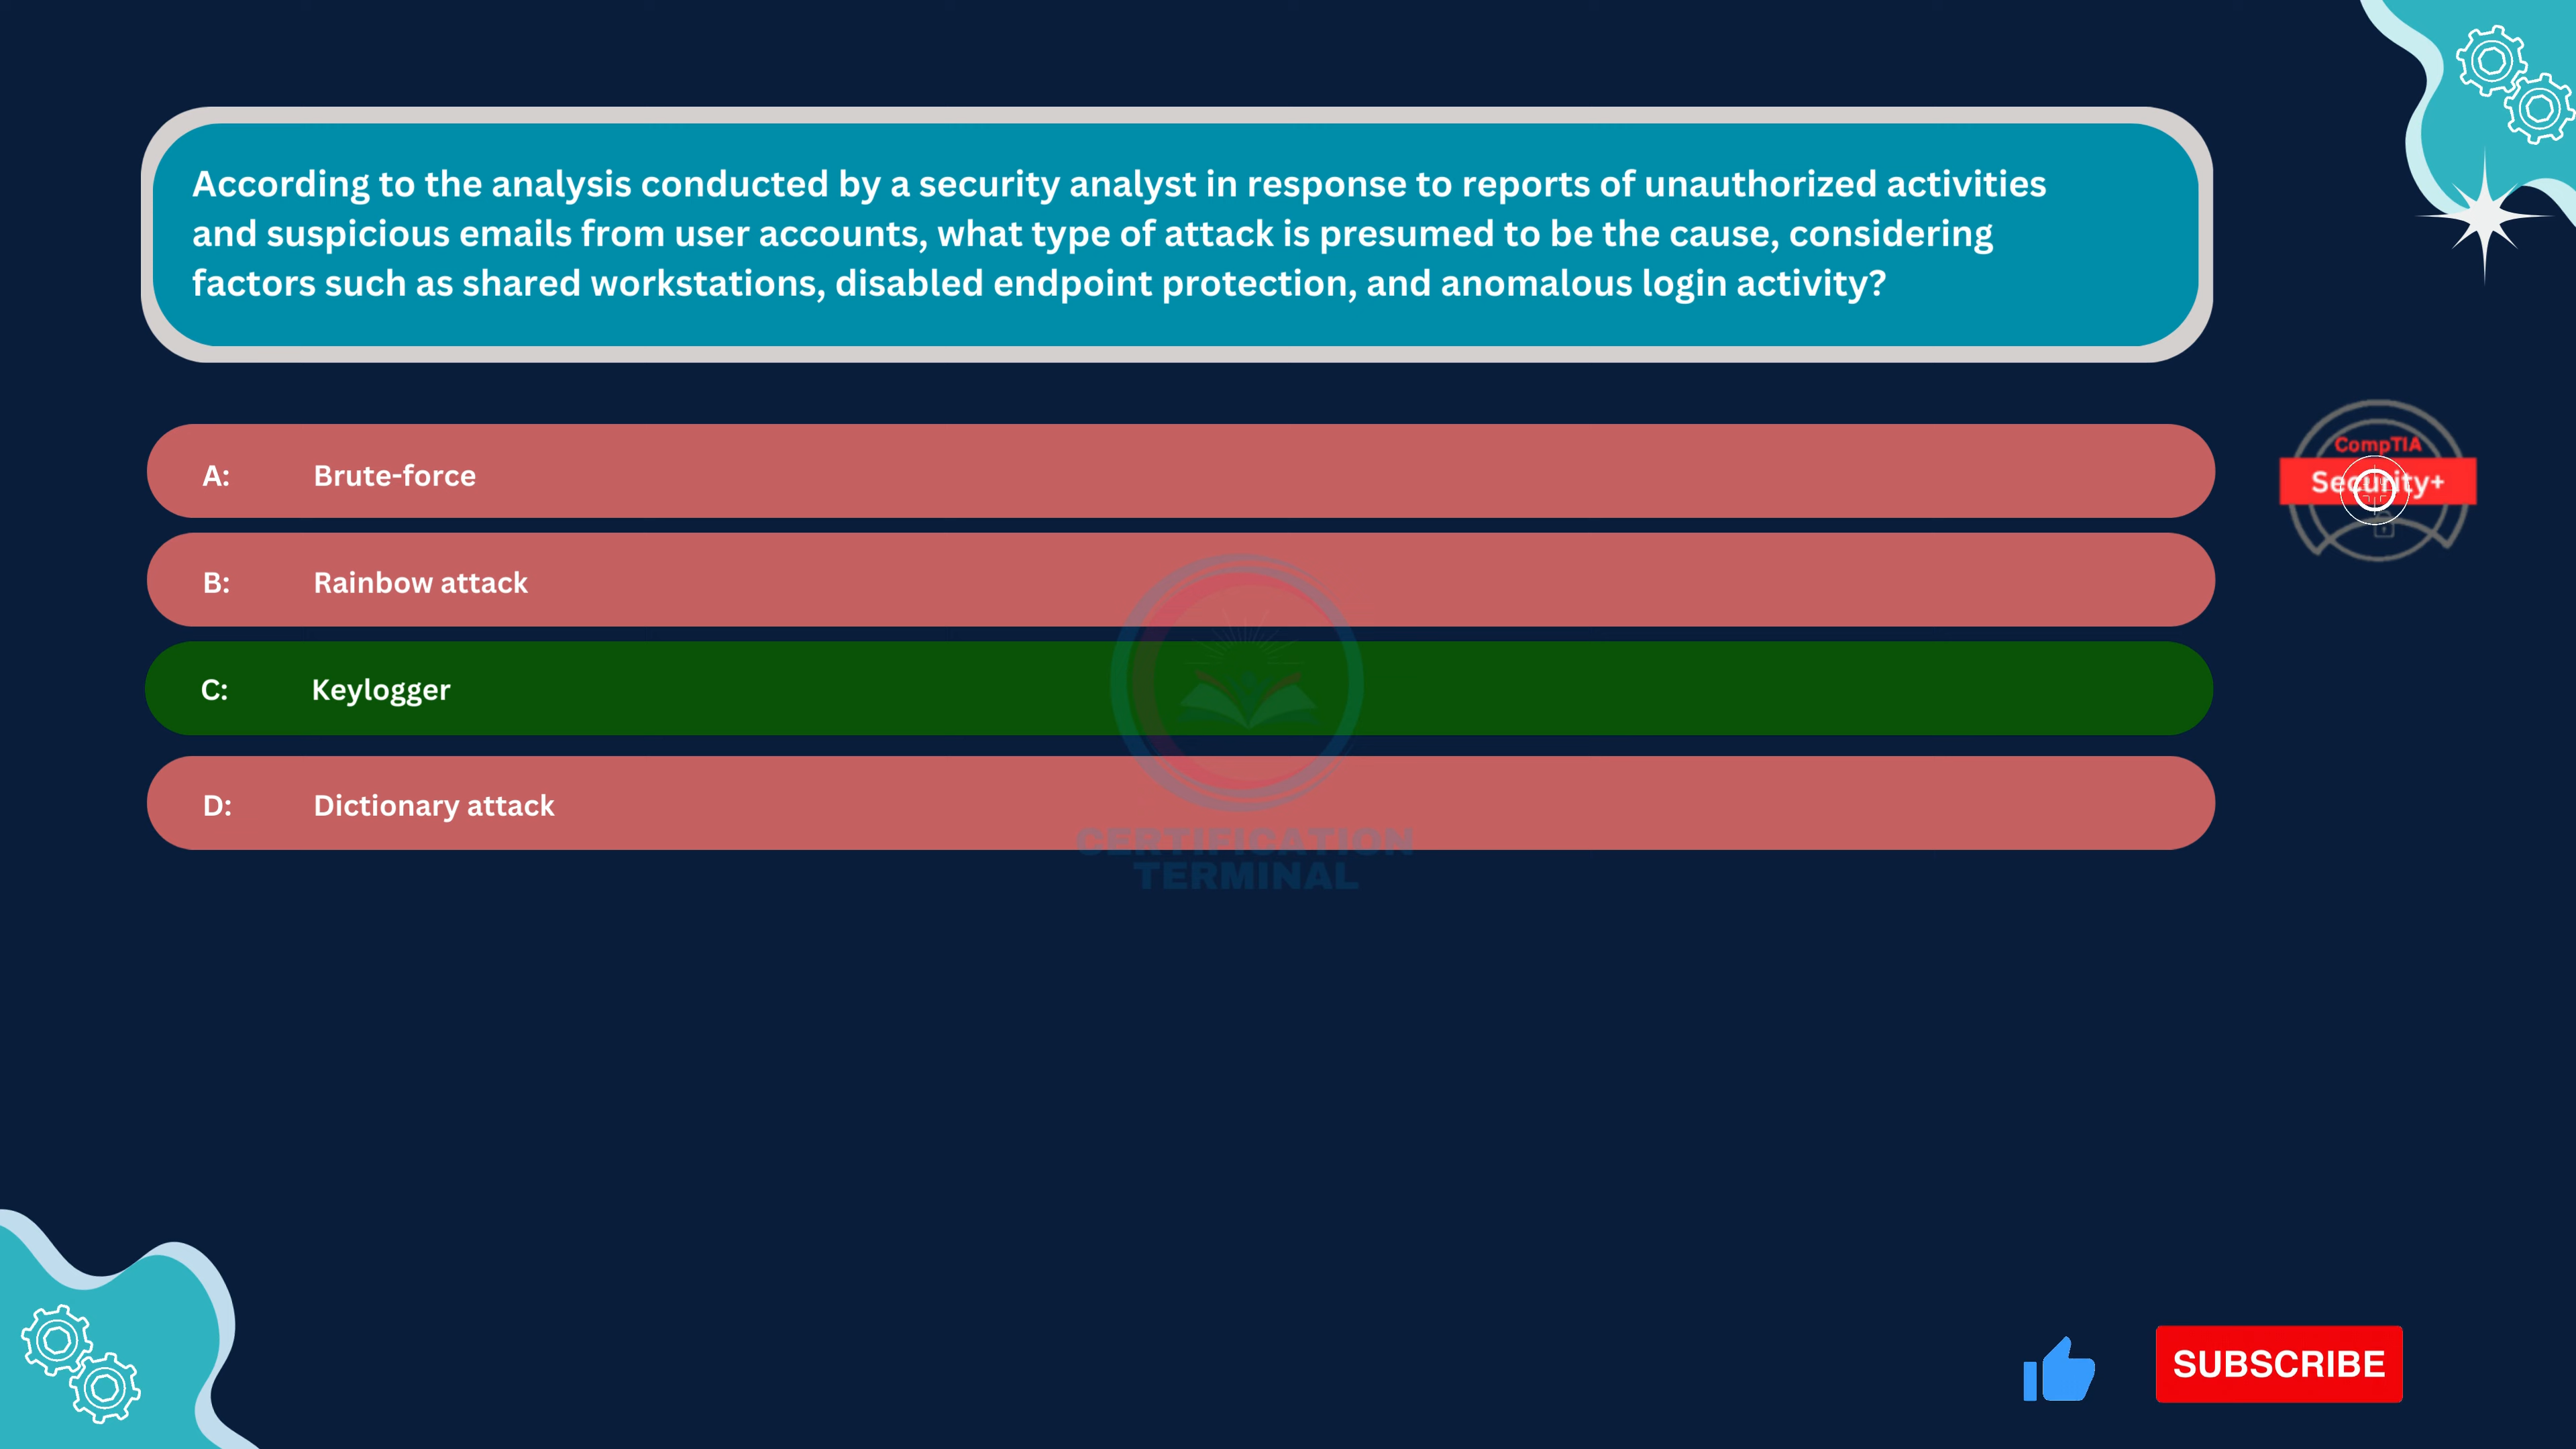 According to the analysis conducted by a security analyst in response to reports of unauthorized activities
and suspicious emails from user accounts, what type of attack is presumed to be the cause, considering
factors such as shared workstations, disabled endpoint protection, and anomalous login activity?
A: Brute-force
B: Rainbow attack
C: Keylogger
D: Dictionary attack
CompTIA
Security+
CERTIFICATION
TERMINAL
SUBSCRIBE